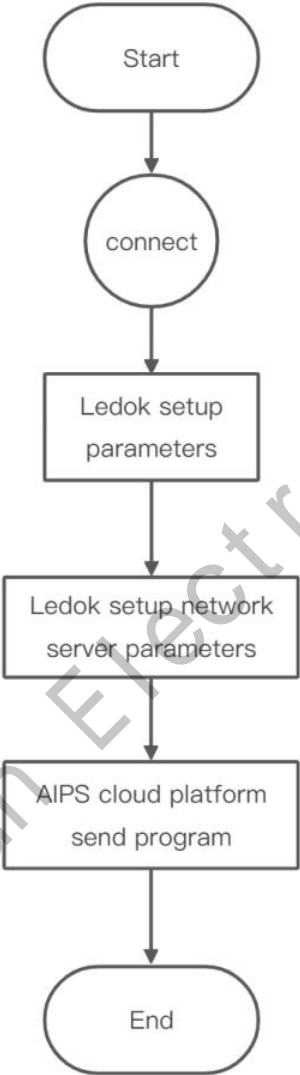 Start
connect
Ledok setup
parameters
Ledok setup network
server parameters
AIPS cloud platform
send program
End